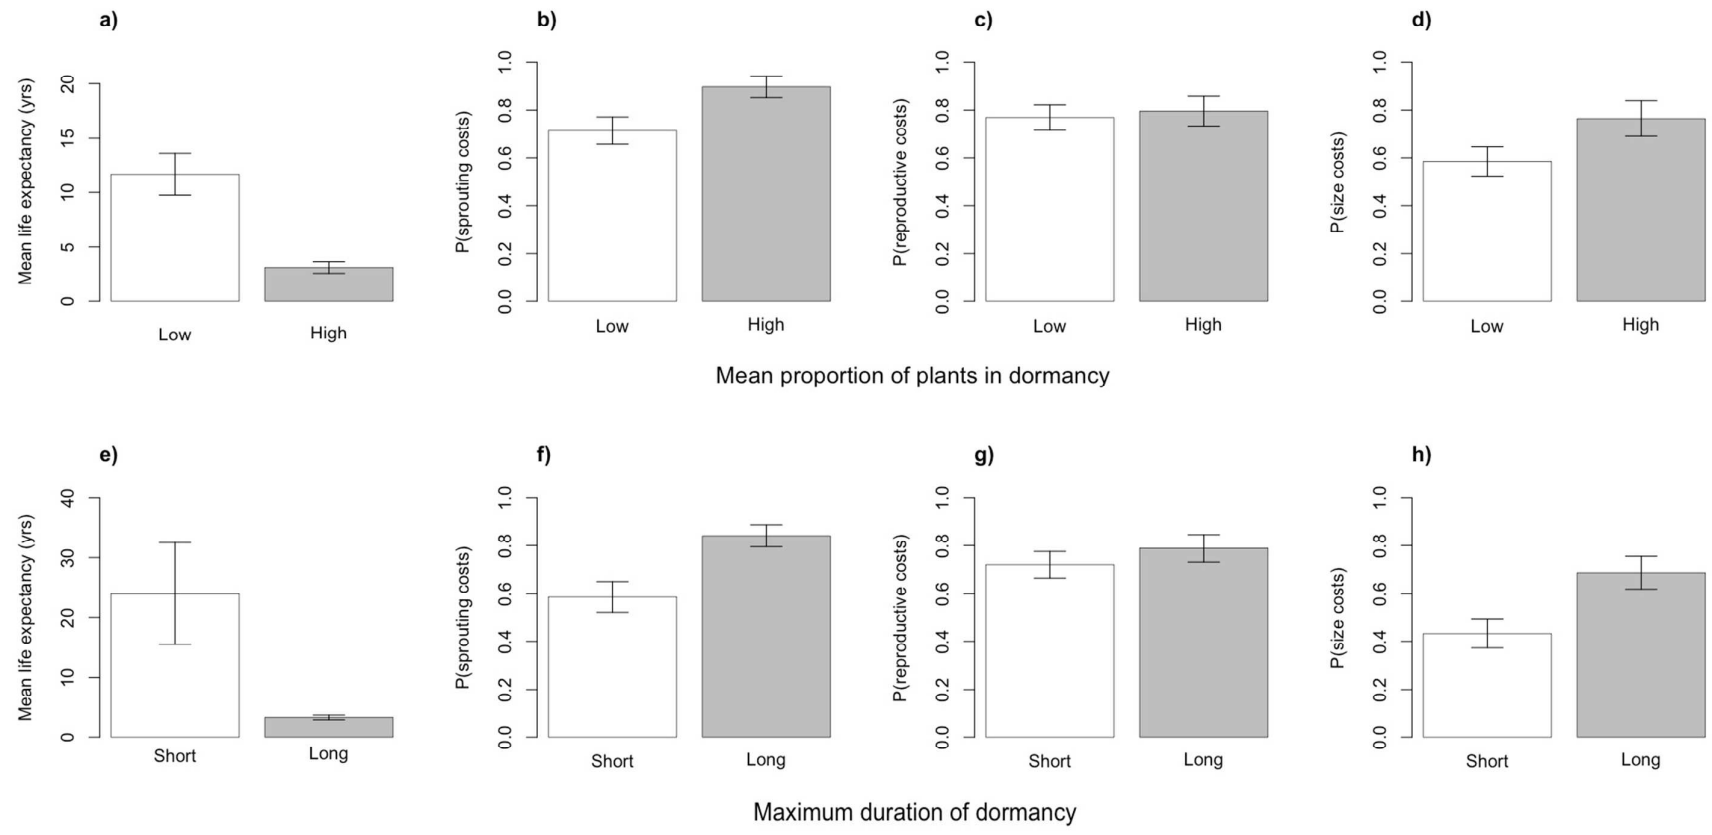 a)
b)
c)
d)
Mean life expectancy (yrs)
20
15
10
5
0
Low
High
P(sprouting costs)
1.0
0.8
0.6
0.4
0.2
0.0
Low
High
P(reproductive costs)
1.0
0.8
0.6
0.4
0.2
0.0
Low
High
P(size costs)
1.0
0.8
0.6
0.4
0.2
0.0
Low
High
Mean proportion of plants in dormancy
e)
f)
g)
h)
Mean life expectancy (yrs)
40
30
20
10
0
Short
Long
P(sprouting costs)
1.0
0.8
0.6
0.4
0.2
0.0
Short
Long
P(reproductive costs)
1.0
0.8
0.6
0.4
0.2
0.0
Short
Long
P(size costs)
1.0
0.8
0.6
0.4
0.2
0.0
Short
Long
Maximum duration of dormancy